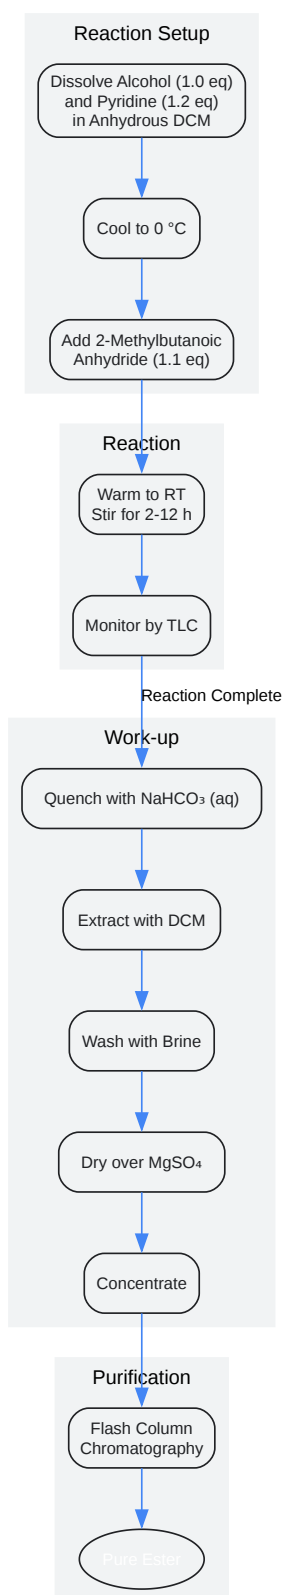 Reaction Setup
Dissolve Alcohol (1.0 eq)
and Pyridine (1.2 eq)
in Anhydrous DCM
Cool to 0 °C
Add 2-Methylbutanoic
Anhydride (1.1 eq)
Reaction
Warm to RT
Stir for 2-12 h
Monitor by TLC
Reaction Complete
Work-up
Quench with NaHCO₃ (aq)
Extract with DCM
Wash with Brine
Dry over MgSO₄
Concentrate
Purification
Flash Column
Chromatography
Pure Ester